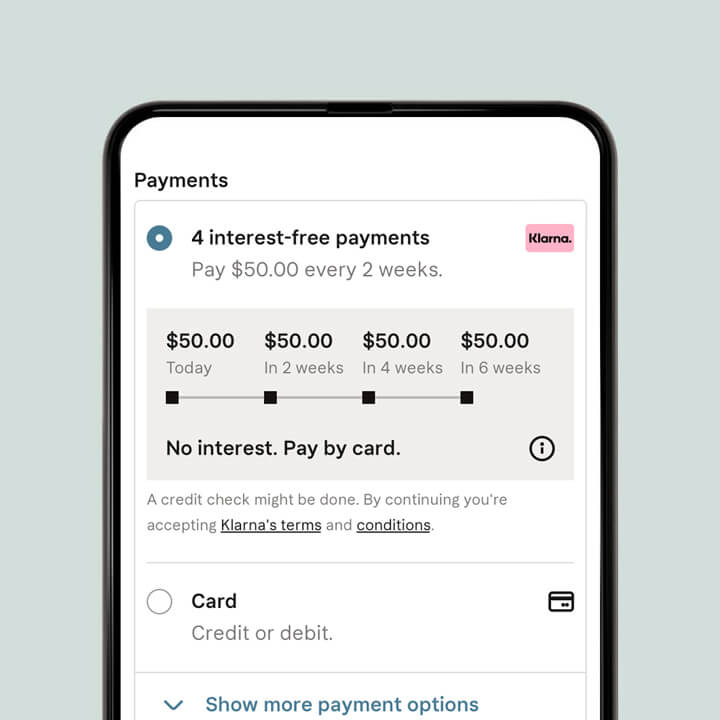 Payments
4 interest-free payments
Klarna.
Pay $50.00 every 2 weeks.
$50.00 $50.00 $50.00 $50.00
Today In 2 weeks In 4 weeks In 6 weeks
No interest. Pay by card.
A credit check might be done. By continuing you're
accepting Klarna's terms and conditions.
Card
Credit or debit.
Show more payment options